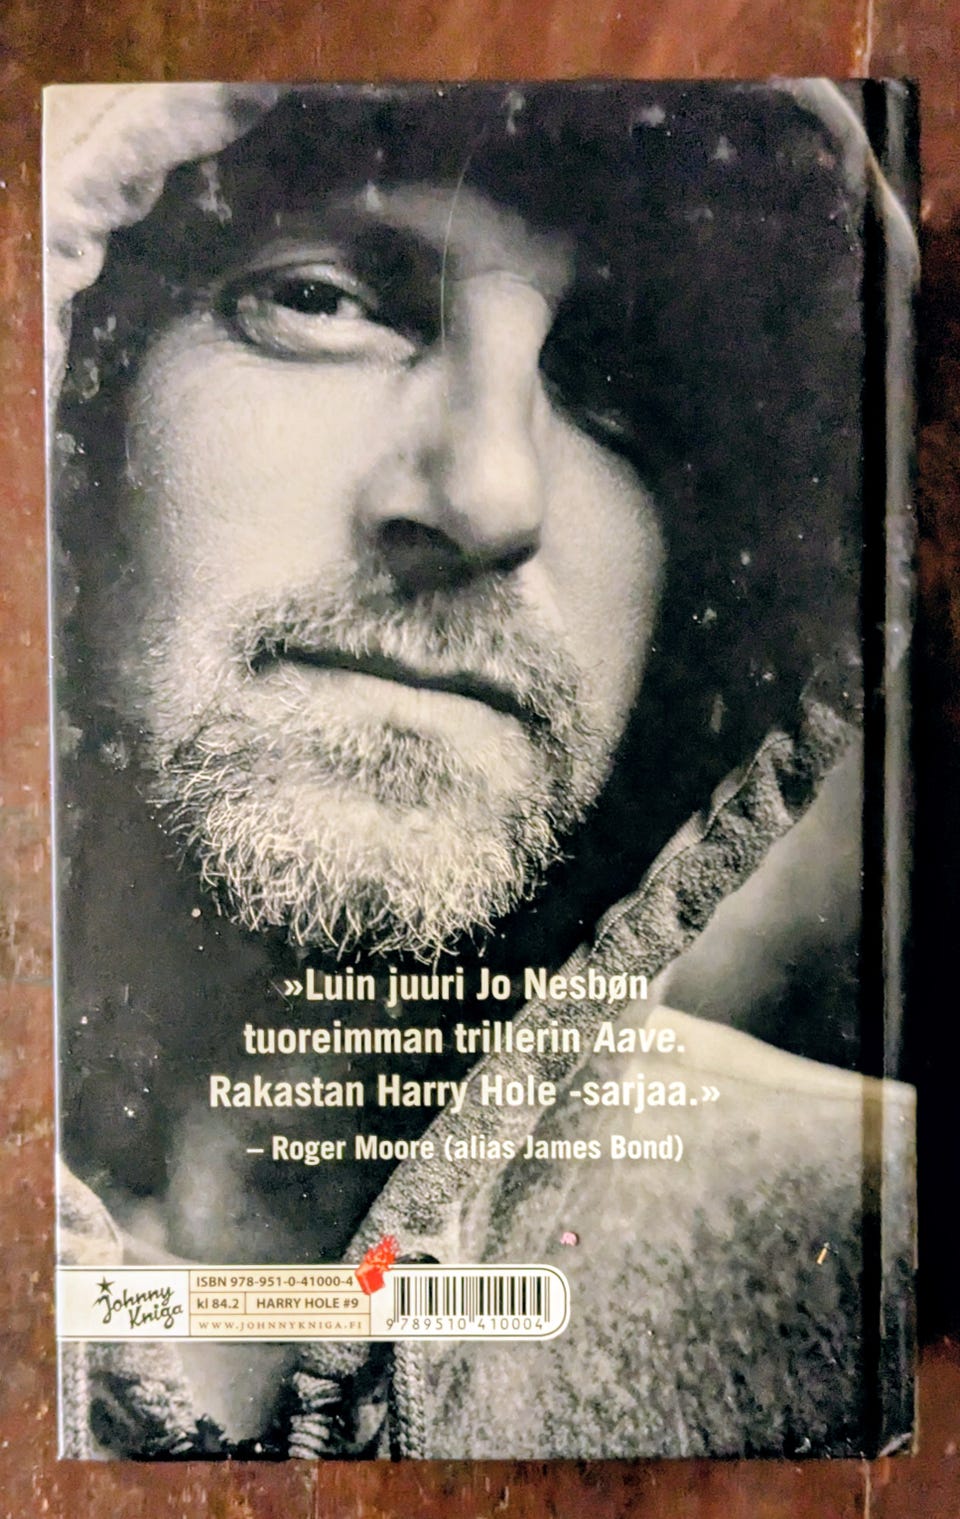 »Luin juuri Jo Nesbøn
tuoreimman trillerin Aave.
Rakastan Harry Hole -sarjaa.»
– Roger Moore (alias James Bond)
Johnny
Kniga
ISBN 978-951-0-41000-4
kl 84.2 HARRY HOLE #9
WWW.JOHNNYKNIGA.FI
9 789510 410004